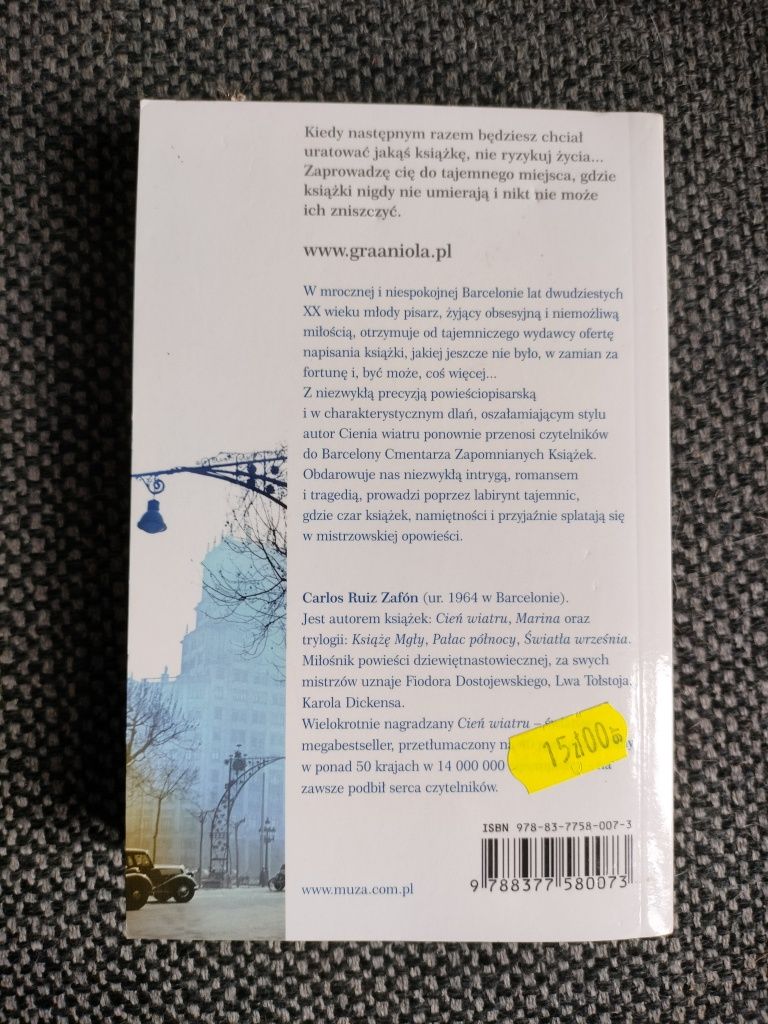 Kiedy następnym razem będziesz chciał
uratować jakąś książkę, nie ryzykuj życia...
Zaprowadzę cię do tajemnego miejsca, gdzie
książki nigdy nie umierają i nikt nie może
ich zniszczyć.
www.graaniola.pl
W mrocznej i niespokojnej Barcelonie lat dwudziestych
XX wieku młody pisarz, żyjący obsesyjną i niemożliwą
miłością, otrzymuje od tajemniczego wydawcy ofertę
napisania książki, jakiej jeszcze nie było, w zamian za
fortunę i, być może, coś więcej...
Z niezwykłą precyzją powieściopisarską
i w charakterystycznym dlań, oszałamiającym stylu
autor Cienia wiatru ponownie przenosi czytelników
do Barcelony Cmentarza Zapomnianych Książek.
Obdarowuje nas niezwykłą intrygą, romansem
i tragedią, prowadzi poprzez labirynt tajemnic,
gdzie czar książek, namiętności i przyjaźnie splatają się
w mistrzowskiej opowieści.
Carlos Ruiz Zafón (ur. 1964 w Barcelonie).
Jest autorem książek: Cień wiatru, Marina oraz
trylogii: Książę Mgły, Pałac północy, Światła września.
Miłośnik powieści dziewiętnastowiecznej, za swych
mistrzów uznaje Fiodora Dostojewskiego, Lwa Tołstoja,
Karola Dickensa.
Wielokrotnie nagradzany Cień wiatru –
megabestseller, przetłumaczony
w ponad 50 krajach w 14 000 000
zawsze podbił serca czytelników.
15zł00gr
ISBN 978-83-7758-007-3
9 788377 580073
www.muza.com.pl